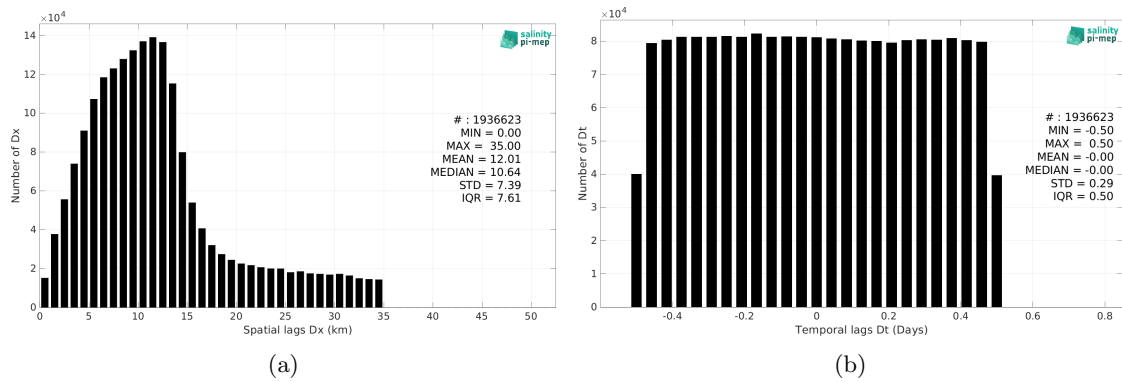 ×10⁴
14
12
10
8
6
4
2
0
Number of Dx
salinity
pi-mep
# : 1936623
MIN = 0.00
MAX = 35.00
MEAN = 12.01
MEDIAN = 10.64
STD = 7.39
IQR = 7.61
0 5 10 15 20 25 30 35 40 45 50
Spatial lags Dx (km)
(a)
×10⁴
8
7
6
5
4
3
2
1
0
Number of Dt
salinity
pi-mep
# : 1936623
MIN = -0.50
MAX = 0.50
MEAN = -0.00
MEDIAN = -0.00
STD = 0.29
IQR = 0.50
-0.4 -0.2 0 0.2 0.4 0.6 0.8
Temporal lags Dt (Days)
(b)